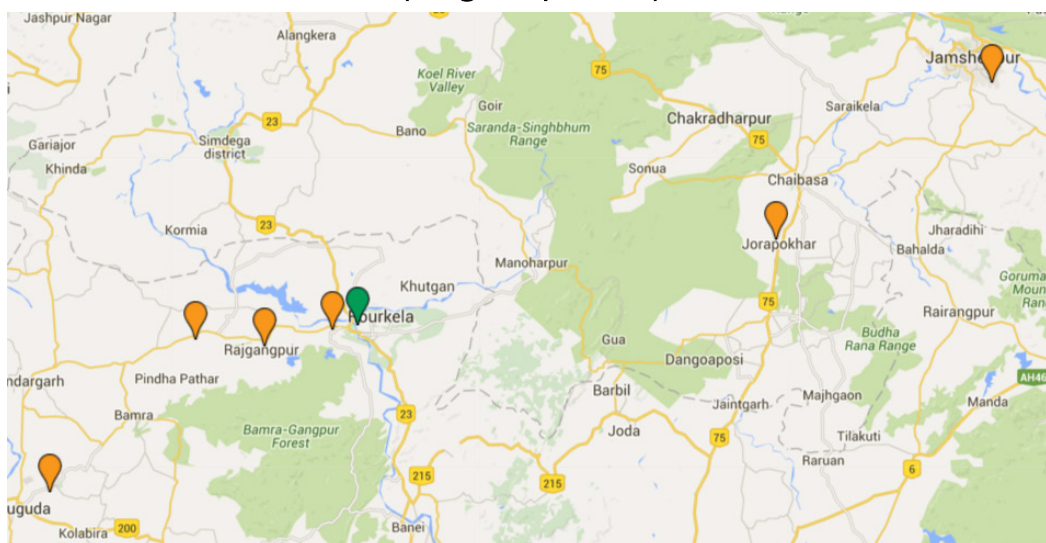 Jashpur Nagar
Alangkera
Koel River
Valley
75
Jamshedpur
Goir
Saraikela
Chakradharpur
23
Bano
Saranda-Singhbhum
Range
Gariajor
Simdega
district
75
Khinda
Sonua
Chaibasa
23
Kormia
Jharadihi
Jorapokhar
Bahalda
Manoharpur
Khutgan
75
Rairangpur
Rourkela
Gua
Budha
Rana Range
Rajgangpur
Dangoaposi
ndargarh
Pindha Pathar
AH46
Barbil
Majhgaon
Manda
Jaintgarh
Bamra
23
Bamra-Gangpur
Forest
Joda
75
Tilakuti
Raruan
6
215
215
uguda
Kolabira
200
Banei